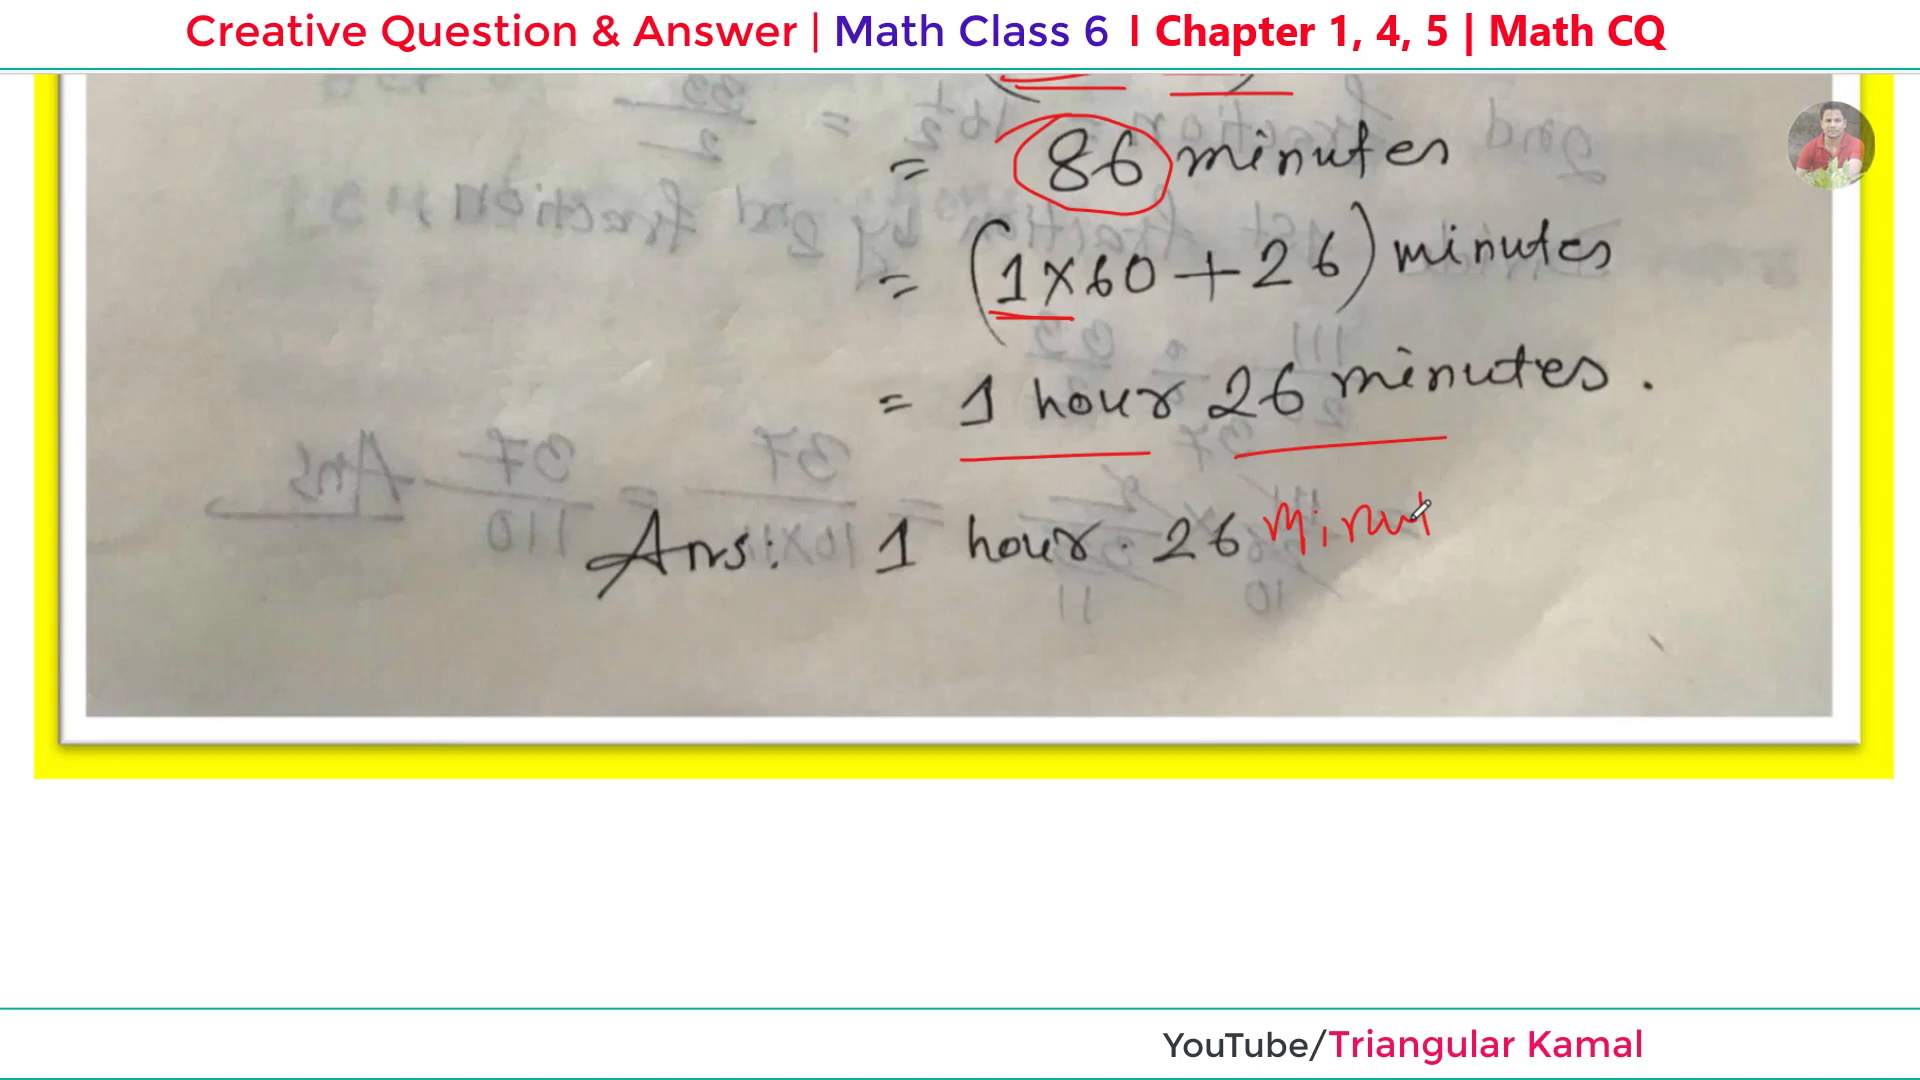 Creative Question & Answer | Math Class 6 I Chapter 1, 4, 5 | Math CQ
= 86 minutes
= (1×60+26) minutes
= 1 hour 26 minutes.
Ans: 1 hour. 26 Minut
YouTube/Triangular Kamal